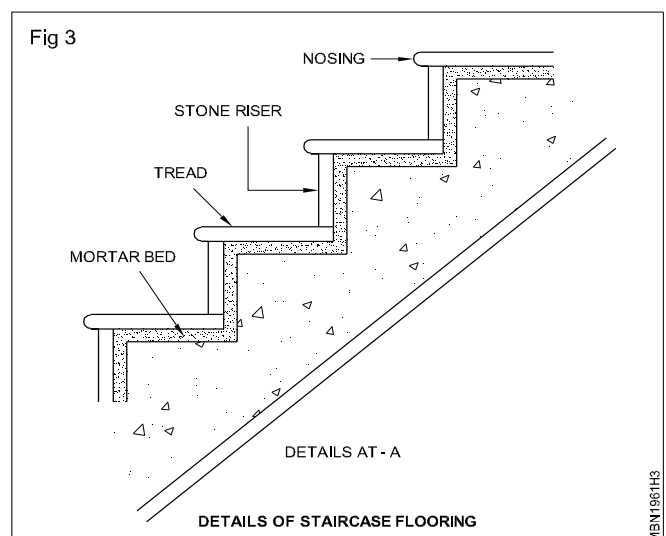 Fig 3
NOSING
STONE RISER
TREAD
MORTAR BED
DETAILS AT - A
DETAILS OF STAIRCASE FLOORING
MBN1961H3